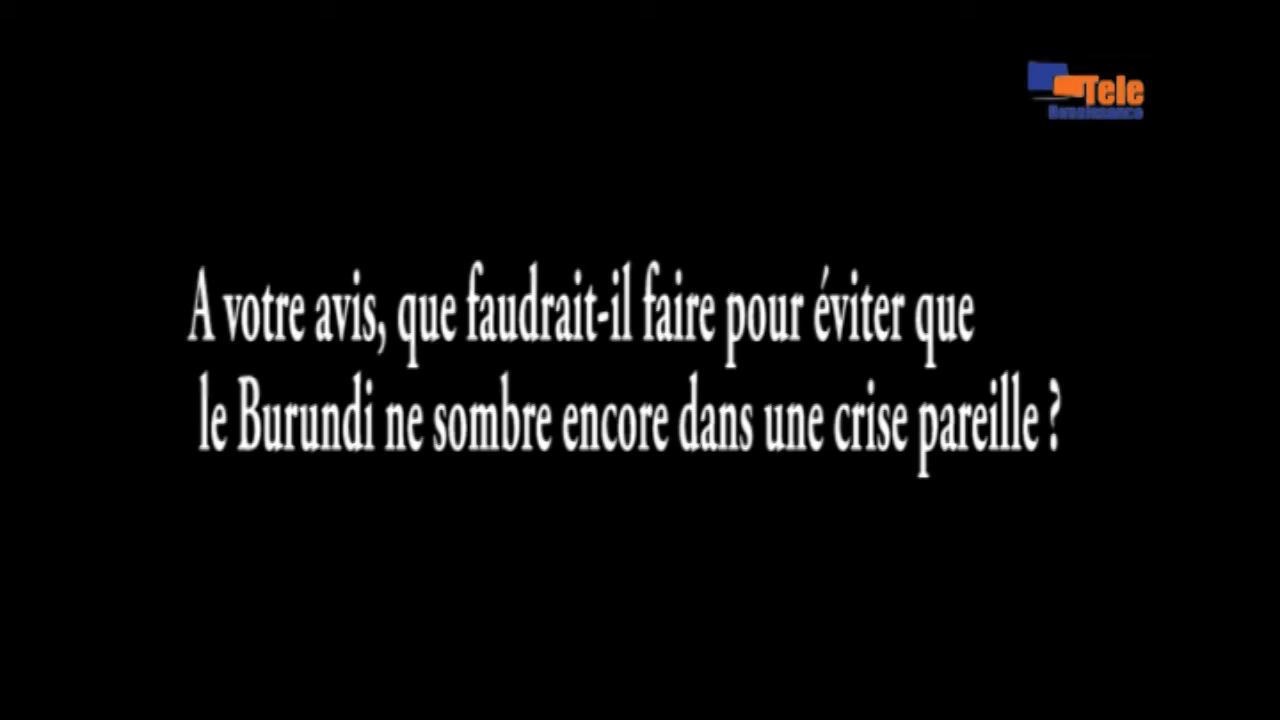 Tele
Renaissance
A votre avis, que faudrait-il faire pour éviter que
le Burundi ne sombre encore dans une crise pareille ?